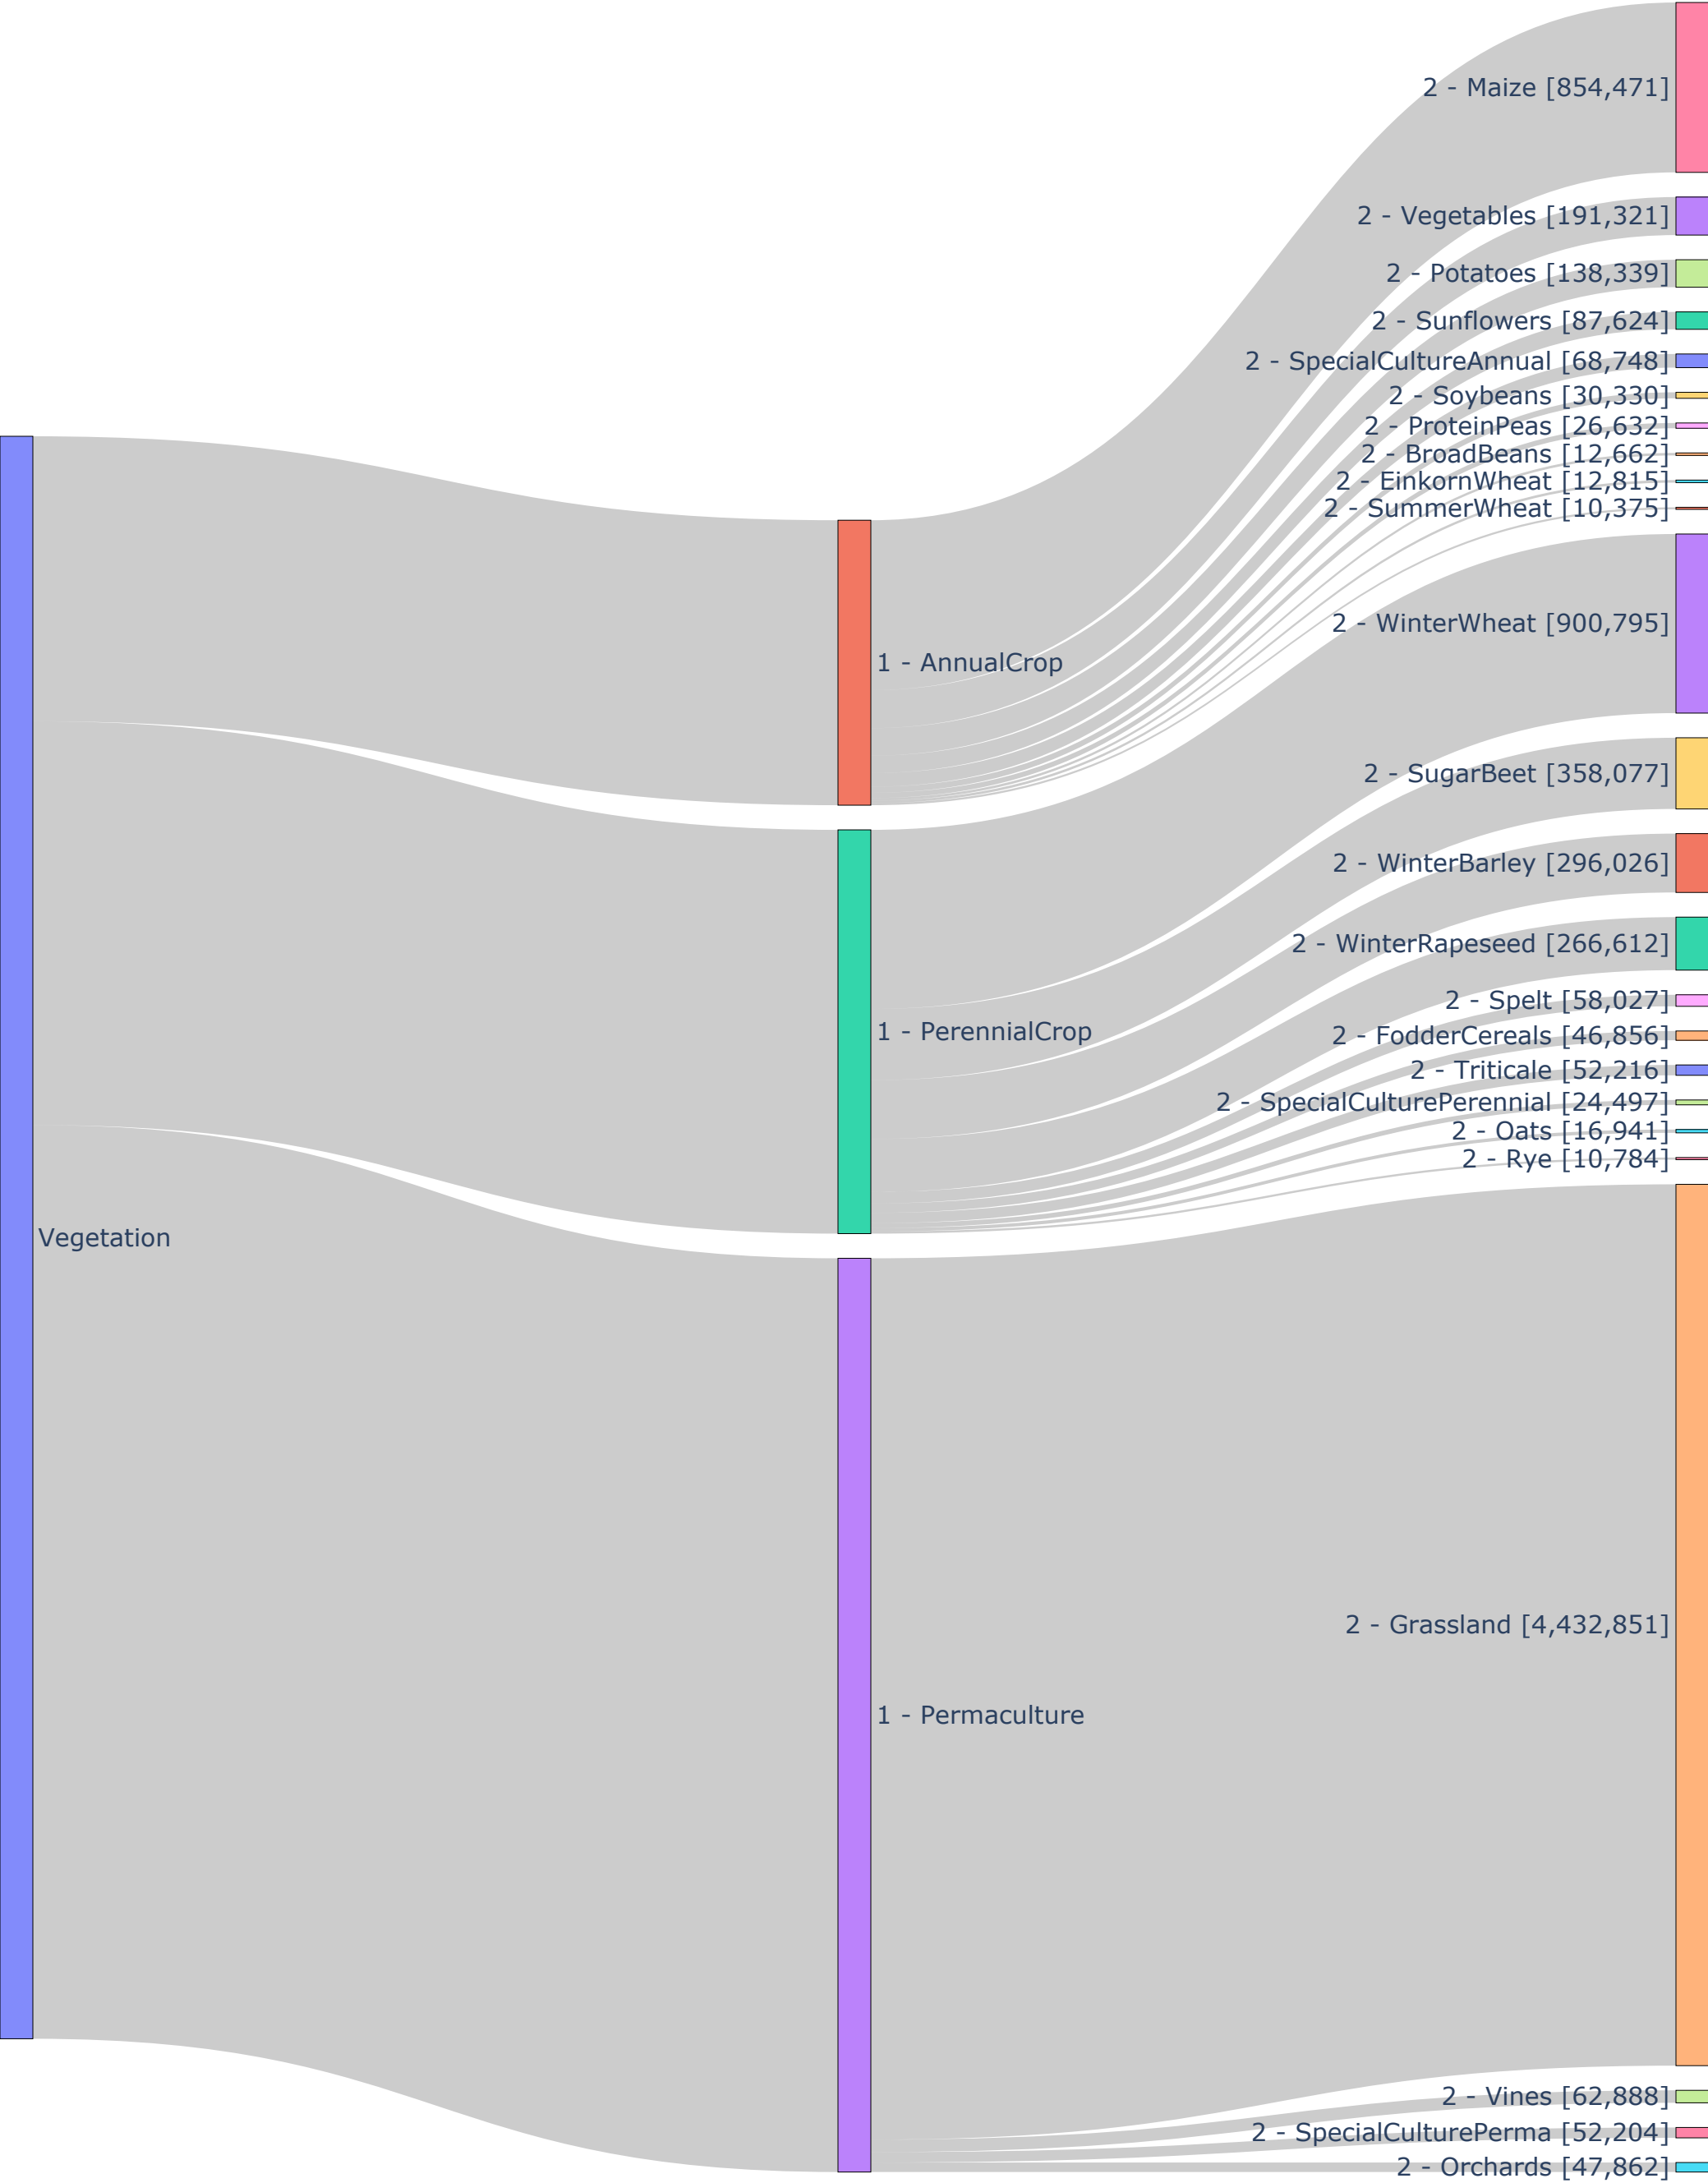 Vegetation
1 - AnnualCrop
1 - PerennialCrop
1 - Permaculture
2 - Maize [854,471]
2 - Vegetables [191,321]
2 - Potatoes [138,339]
2 - Sunflowers [87,624]
2 - SpecialCultureAnnual [68,748]
2 - Soybeans [30,330]
2 - ProteinPeas [26,632]
2 - BroadBeans [12,662]
2 - EinkornWheat [12,815]
2 - SummerWheat [10,375]
2 - WinterWheat [900,795]
2 - SugarBeet [358,077]
2 - WinterBarley [296,026]
2 - WinterRapeseed [266,612]
2 - Spelt [58,027]
2 - FodderCereals [46,856]
2 - Triticale [52,216]
2 - SpecialCulturePerennial [24,497]
2 - Oats [16,941]
2 - Rye [10,784]
2 - Grassland [4,432,851]
2 - Vines [62,888]
2 - SpecialCulturePerma [52,204]
2 - Orchards [47,862]